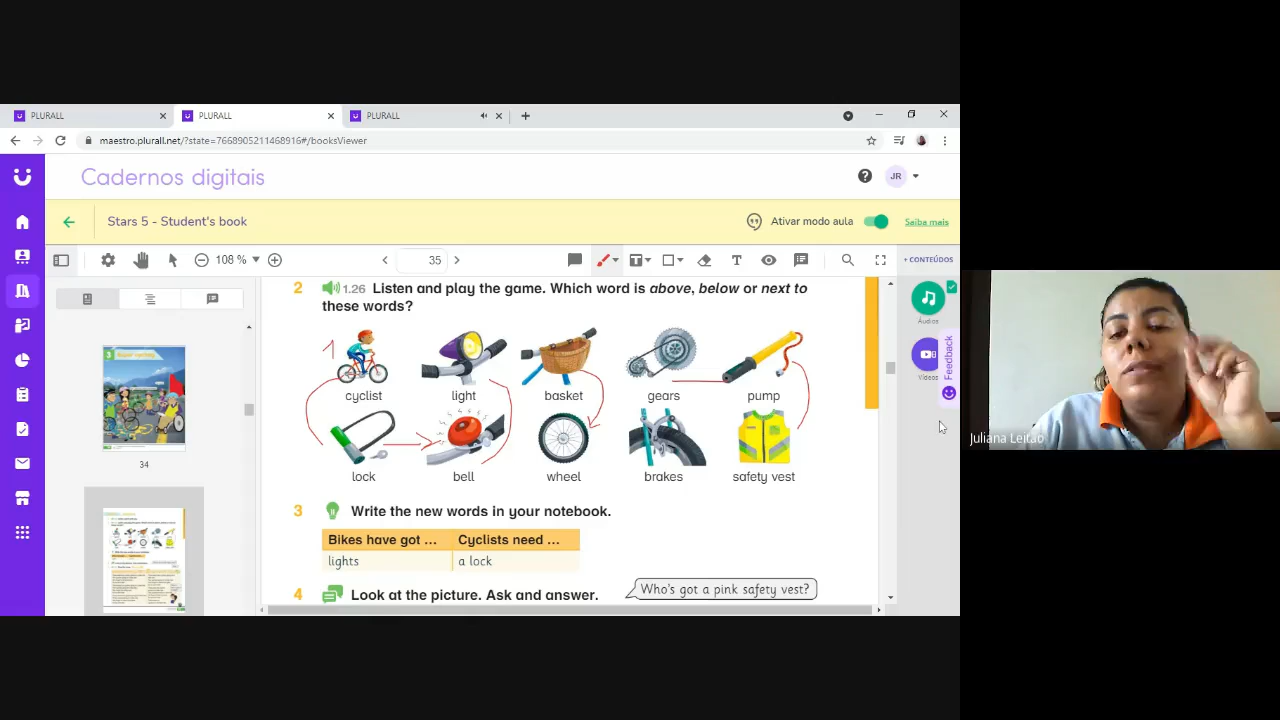 PLURALL
PLURALL
PLURALL
maestro.plurall.net/?state=7668905211468916#/booksViewer
Cadernos digitais
JR
Stars 5 - Student's book
Ativar modo aula
Saiba mais
108 %
35
+ CONTEÚDOS
2 1.26 Listen and play the game. Which word is above, below or next to
these words?
1
cyclist light basket gears pump
lock bell wheel brakes safety vest
3 Write the new words in your notebook.
Bikes have got ... Cyclists need ...
lights a lock
4 Look at the picture. Ask and answer.
Who's got a pink safety vest?
34
Áudios
Vídeos
Feedback
Juliana Leitão